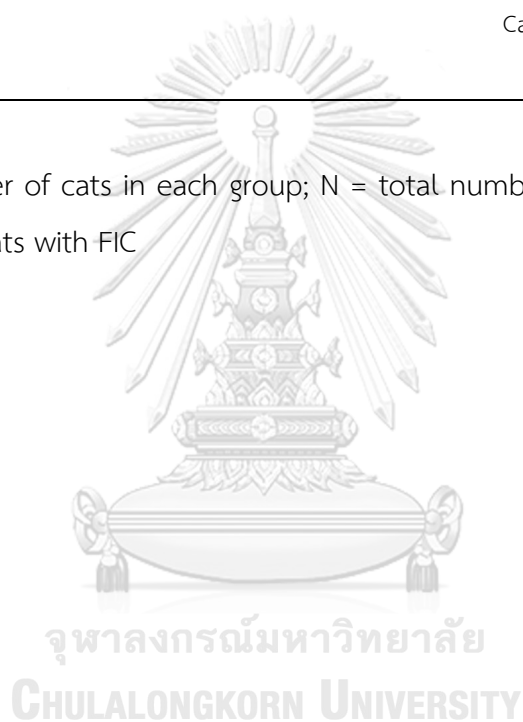 Ca
er of cats in each group; N = total numb
ats with FIC
จุฬาลงกรณ์มหาวิทยาลัย
CHULALONGKORN UNIVERSITY